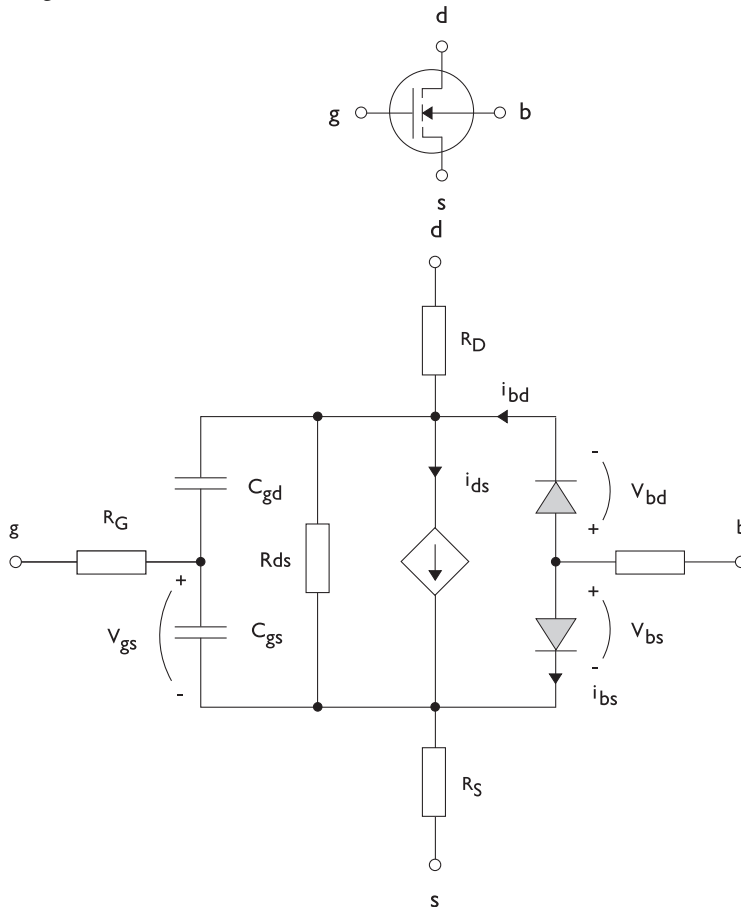 d
g
b
s
d
R_D
i_bd
C_gd
i_ds
-
V_bd
+
R_G
g
Rds
b
+
V_gs
-
C_gs
+
V_bs
-
i_bs
R_S
s